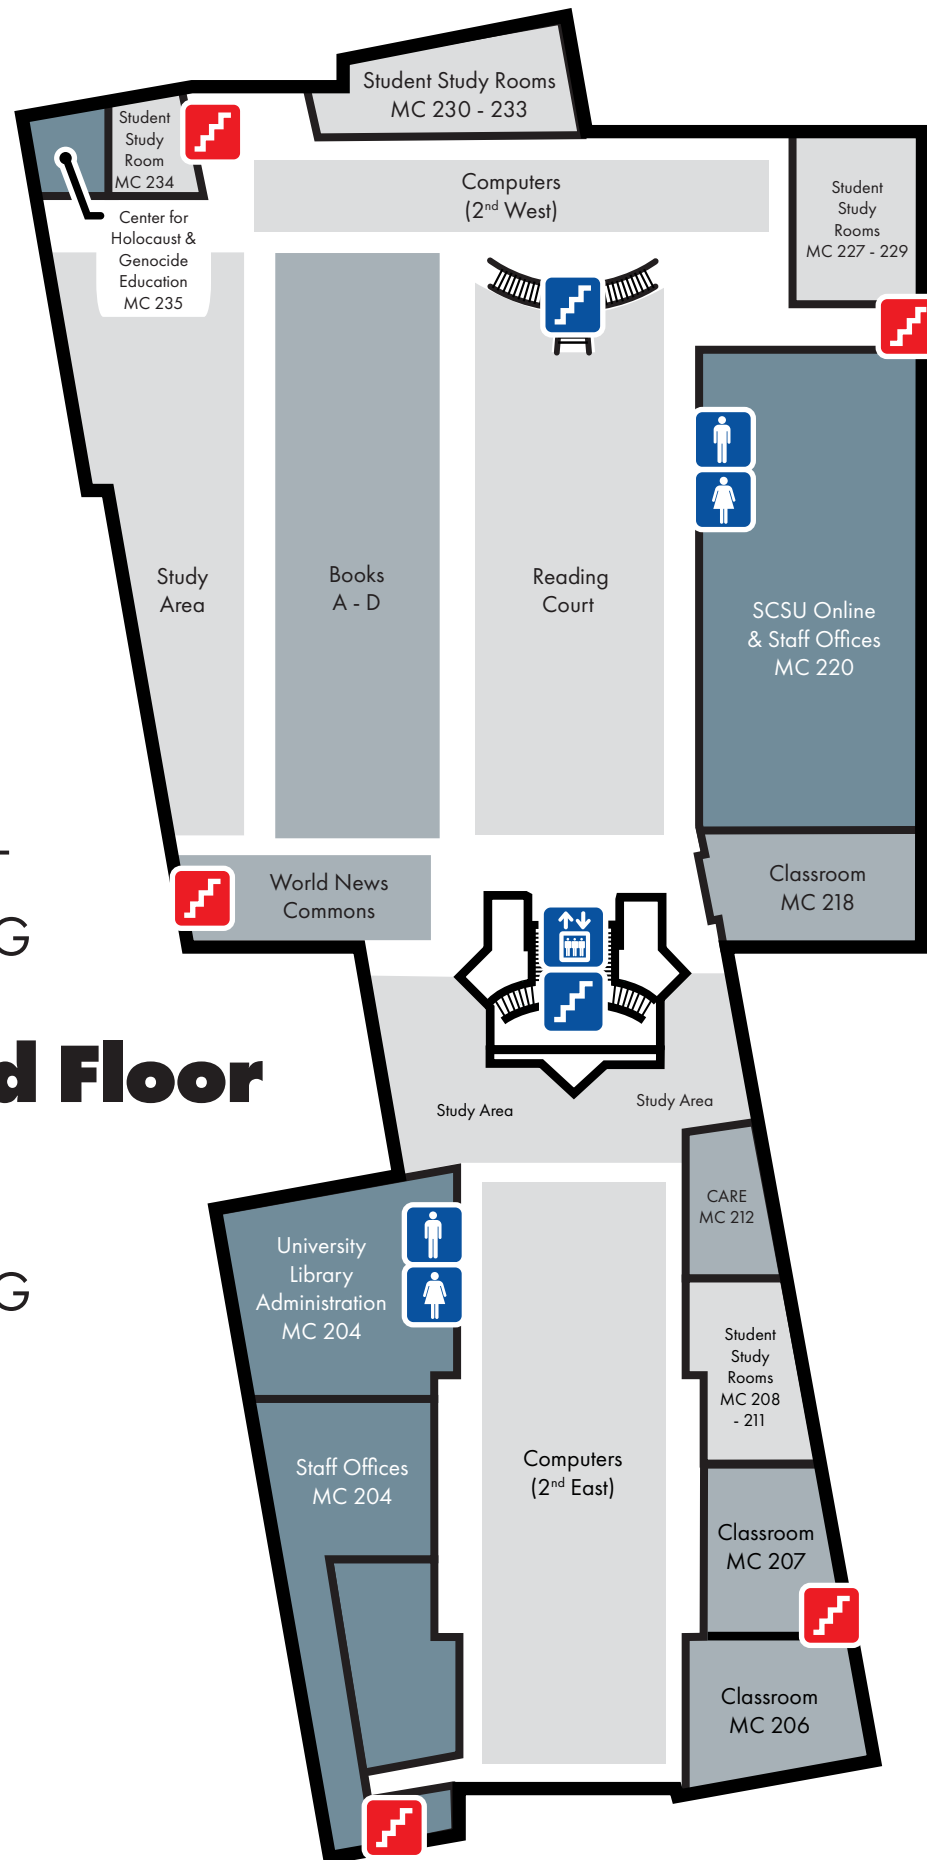 Student Study Rooms
MC 230 - 233
Student
Study
Room
MC 234
Computers
(2nd West)
Student
Study
Rooms
MC 227 - 229
Center for
Holocaust &
Genocide
Education
MC 235
Study
Area
Books
A - D
Reading
Court
SCSU Online
& Staff Offices
MC 220
World News
Commons
Classroom
MC 218
G
d Floor
Study Area
Study Area
CARE
MC 212
University
Library
Administration
MC 204
G
Student
Study
Rooms
MC 208
- 211
Computers
(2nd East)
Staff Offices
MC 204
Classroom
MC 207
Classroom
MC 206